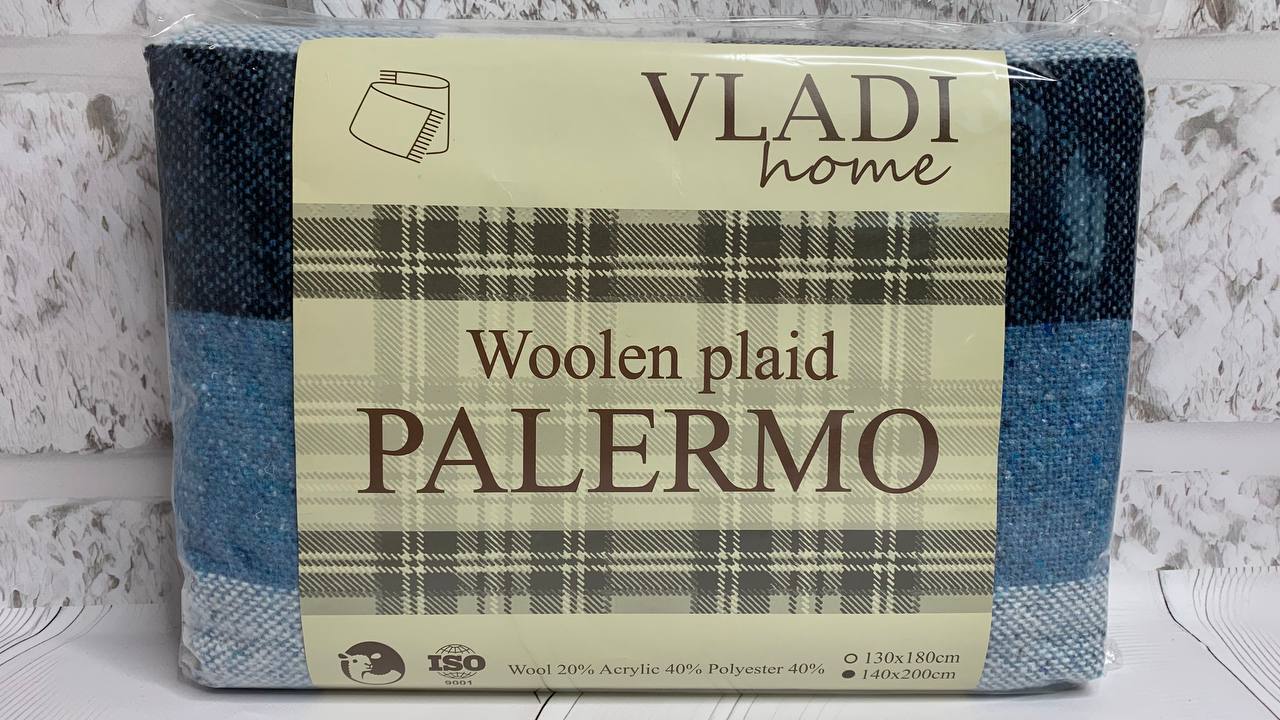 VLADI
home
Woolen plaid
PALERMO
ISO
9001
Wool 20% Acrylic 40% Polyester 40%
130x180cm
140x200cm